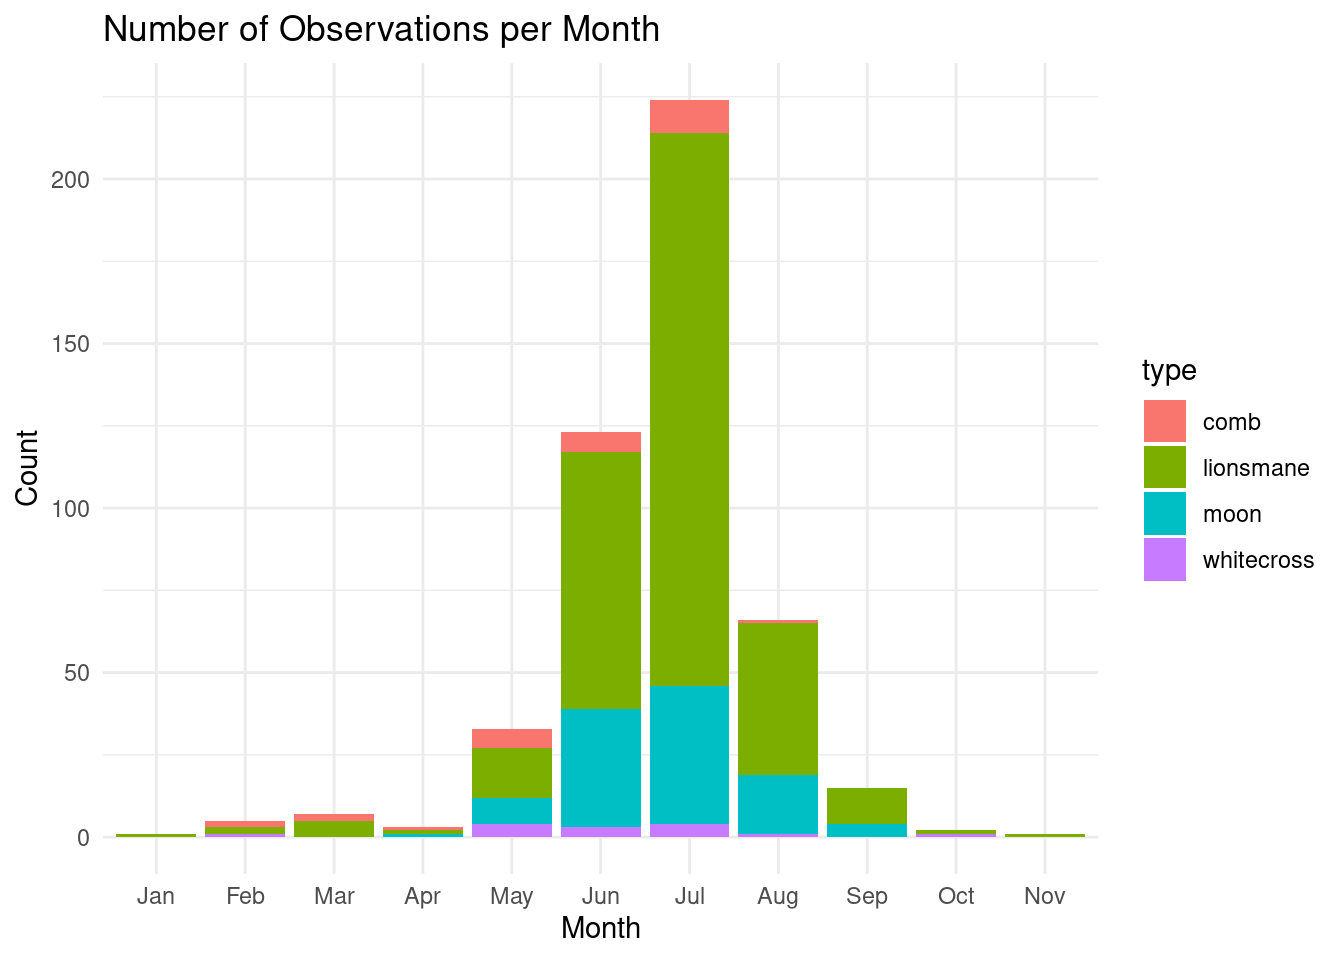 Number of Observations per Month
Count
200
150
100
50
0
Jan Feb Mar Apr May Jun Jul Aug Sep Oct Nov
Month
type
comb
lionsmane
moon
whitecross